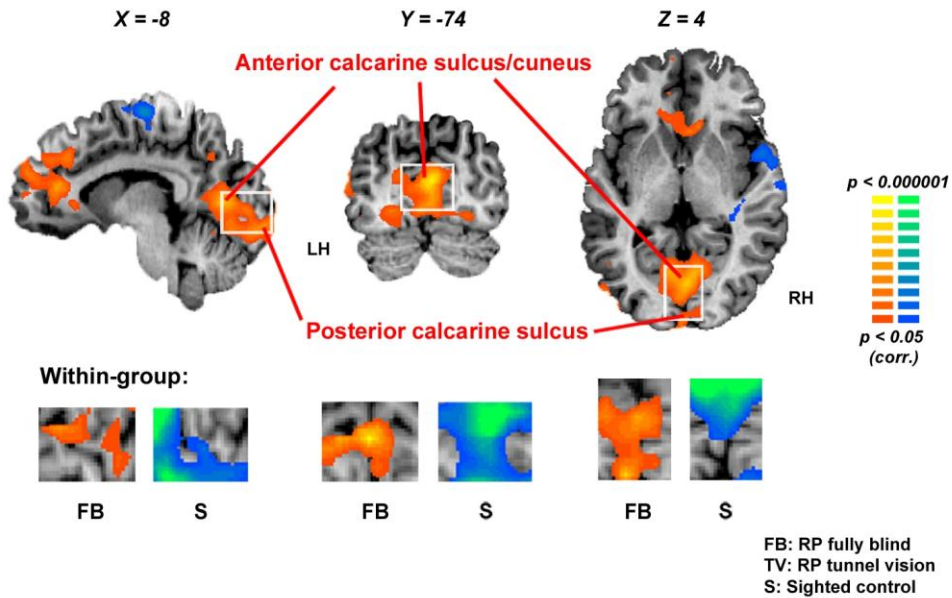 X = -8
Y = -74
Z = 4
Anterior calcarine sulcus/cuneus
p < 0.000001
LH
RH
Posterior calcarine sulcus
p < 0.05
(corr.)
Within-group:
FB
S
FB
S
FB
S
FB: RP fully blind
TV: RP tunnel vision
S: Sighted control